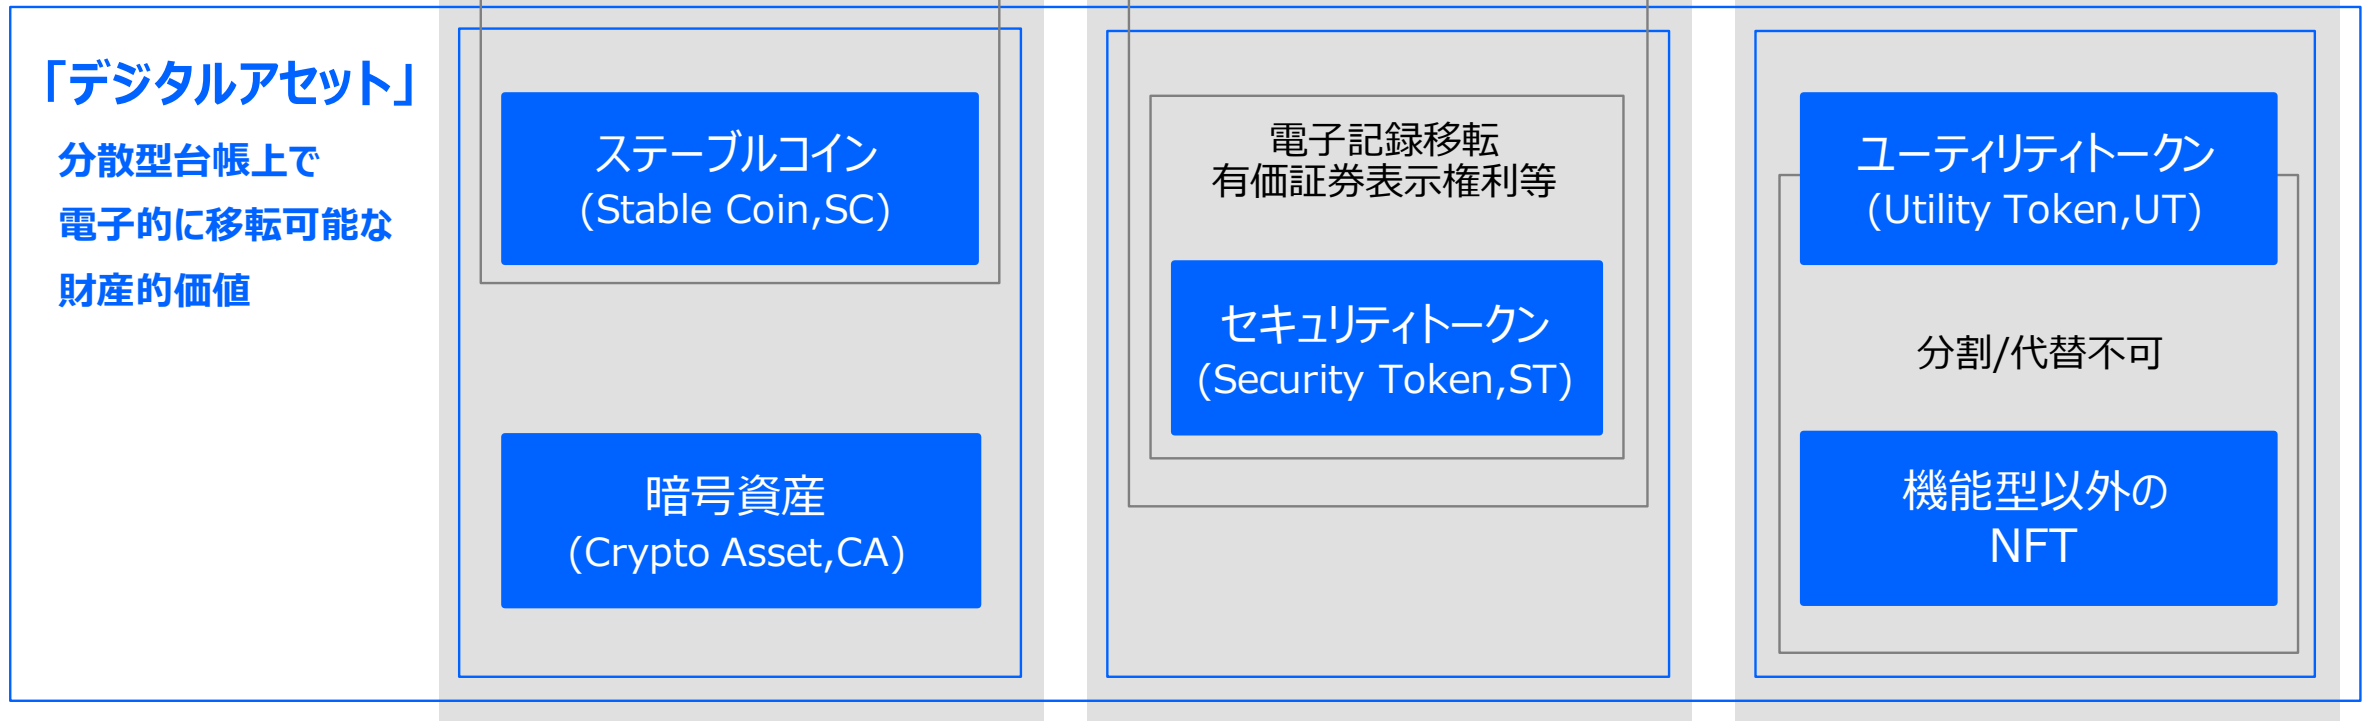 「デジタルアセット」
分散型台帳上で
電子的に移転可能な
財産的価値
ステーブルコイン
(Stable Coin,SC)
暗号資産
(Crypto Asset,CA)
電子記録移転
有価証券表示権利等
セキュリティトークン
(Security Token,ST)
ユーティリティトークン
(Utility Token,UT)
分割/代替不可
機能型以外の
NFT